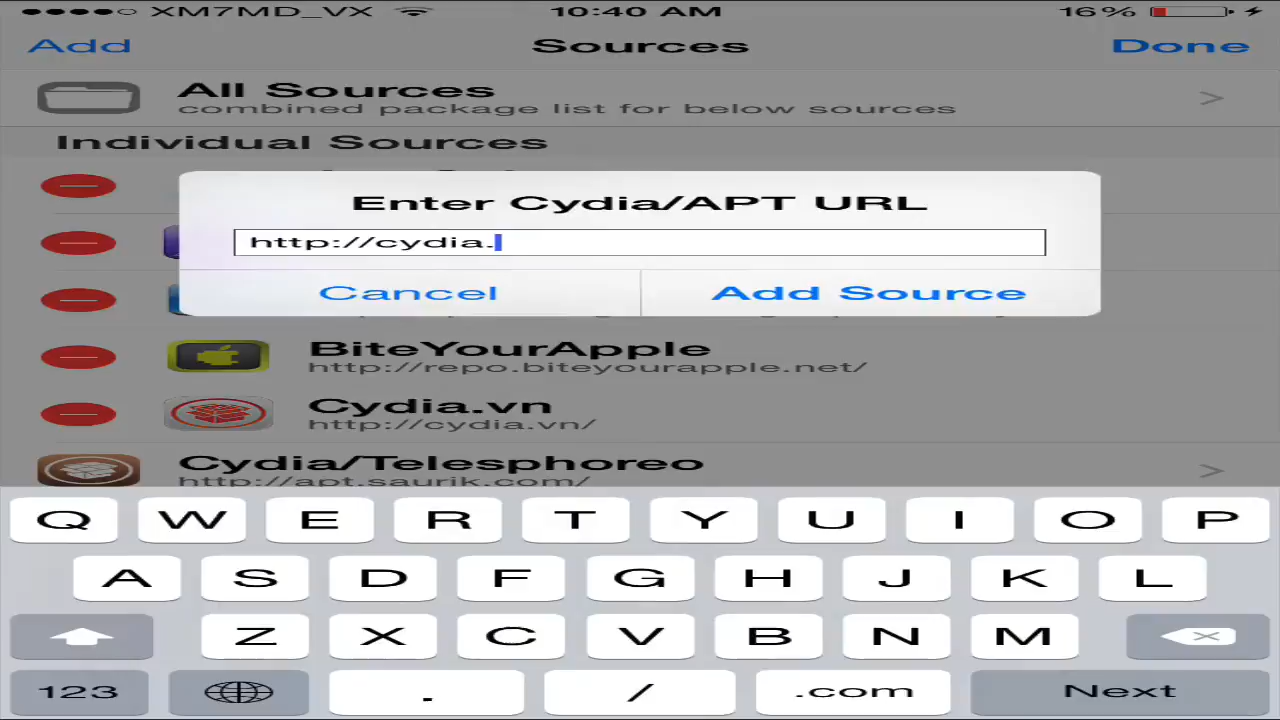 XM7MD_VX 10:40 AM 16%
Add Sources Done
All Sources
combined package list for below sources
Individual Sources
Enter Cydia/APT URL
http://cydia.
Cancel Add Source
BiteYourApple
http://repo.biteyourapple.net/
Cydia.vn
http://cydia.vn/
Cydia/Telesphoreo
http://apt.saurik.com/
Q W E R T Y U I O P
A S D F G H J K L
Z X C V B N M
123 . / .com Next